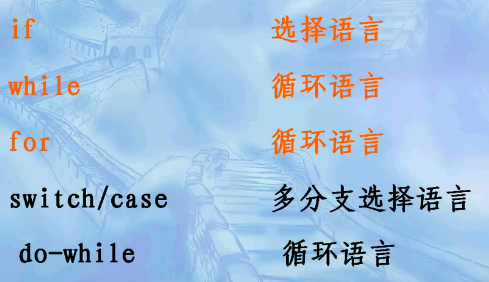 if 选择语言
while 循环语言
for 循环语言
switch/case 多分支选择语言
do-while 循环语言